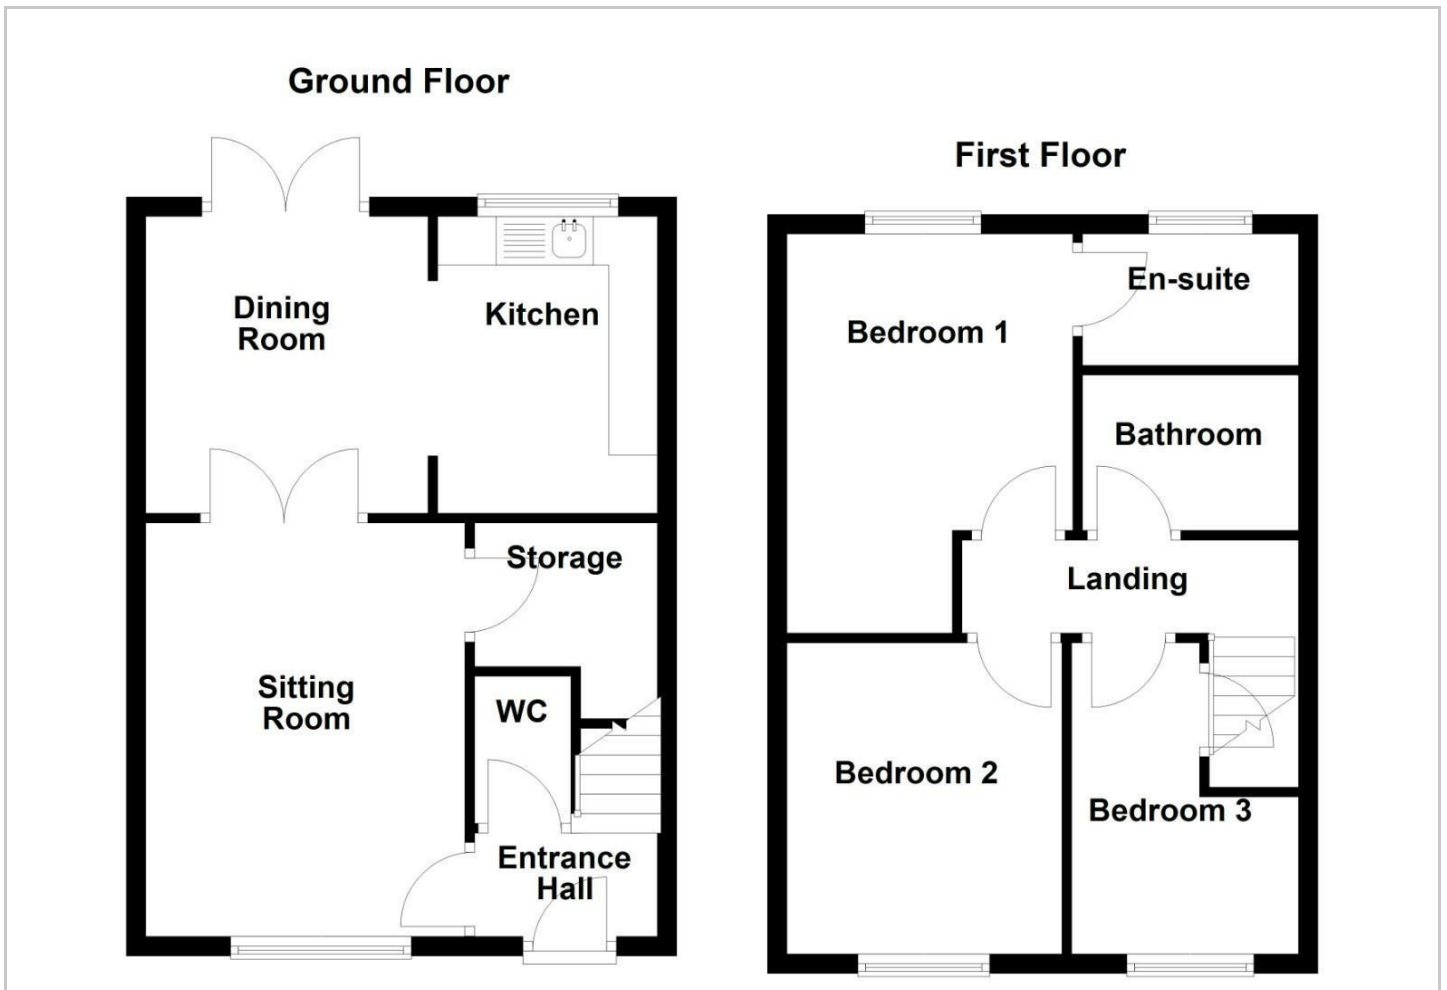 Ground Floor
Dining
Room
Kitchen
Storage
Sitting
Room
WC
Entrance
Hall
First Floor
En-suite
Bedroom 1
Bathroom
Landing
Bedroom 2
Bedroom 3